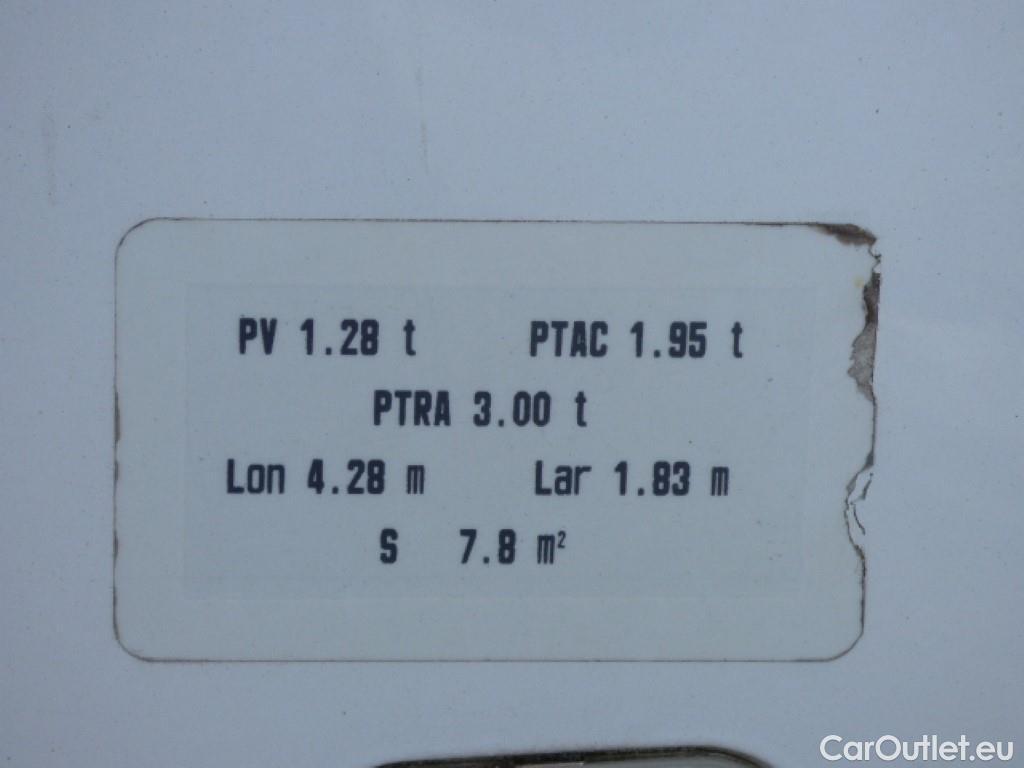 PV 1.28 t PTAC 1.95 t
PTRA 3.00 t
Lon 4.28 m Lar 1.83 m
S 7.8 m²
CarOutlet.eu